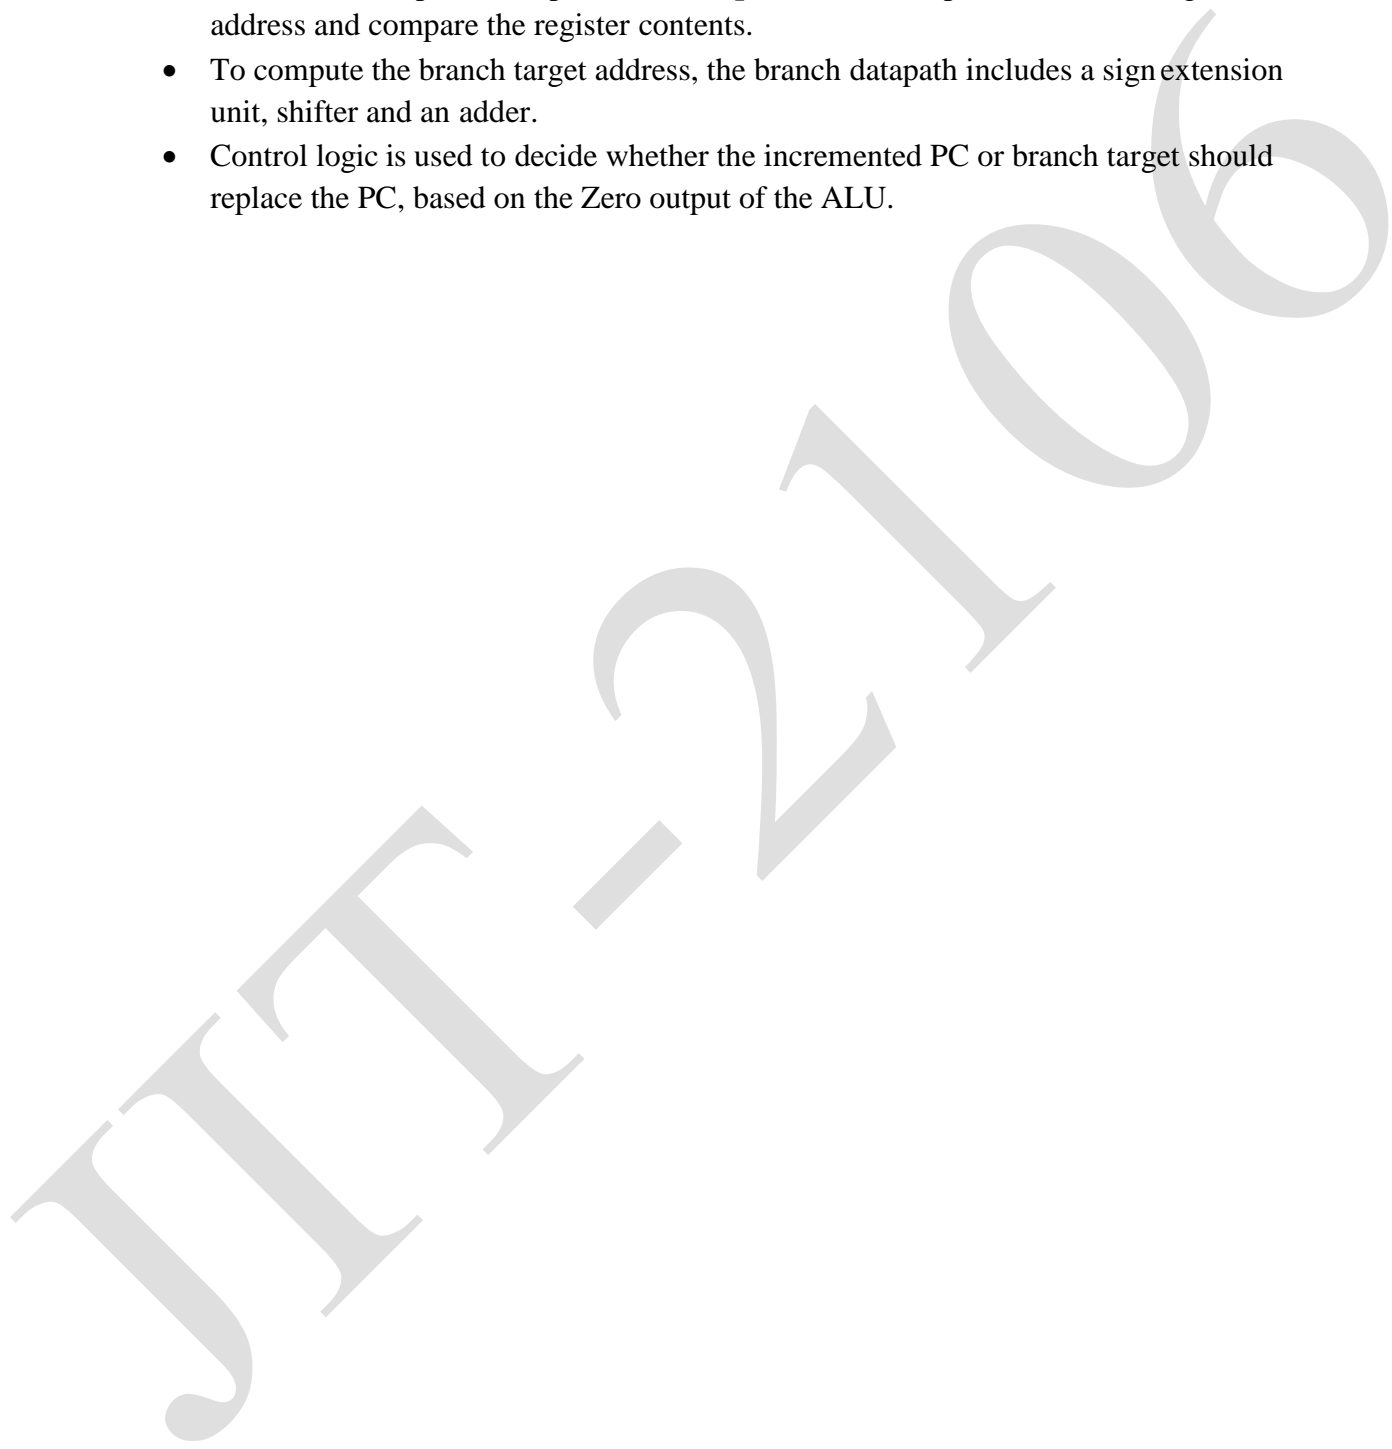 address and compare the register contents.
• To compute the branch target address, the branch datapath includes a sign extension
unit, shifter and an adder.
• Control logic is used to decide whether the incremented PC or branch target should
replace the PC, based on the Zero output of the ALU.
JIT-2106